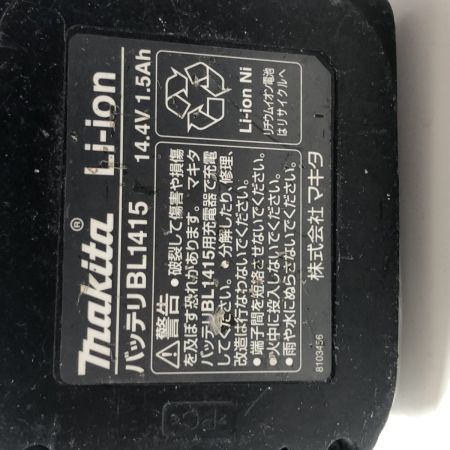 makita® Li-ion
バッテリBL1415 14.4V 1.5Ah
Li-ion Ni
リチウムイオン電池
はリサイクルへ
警告 ・破裂して傷害や損傷
を及ぼす恐れがあります。マキタ
バッテリBL1415用充電器で充電
してください。・分解したり、修理、
改造は行なわないでください。
・端子間を短絡させないでください。
・火中に投入しないでください。
・雨や水にぬらさないでください。
株式会社 マキタ
8103456